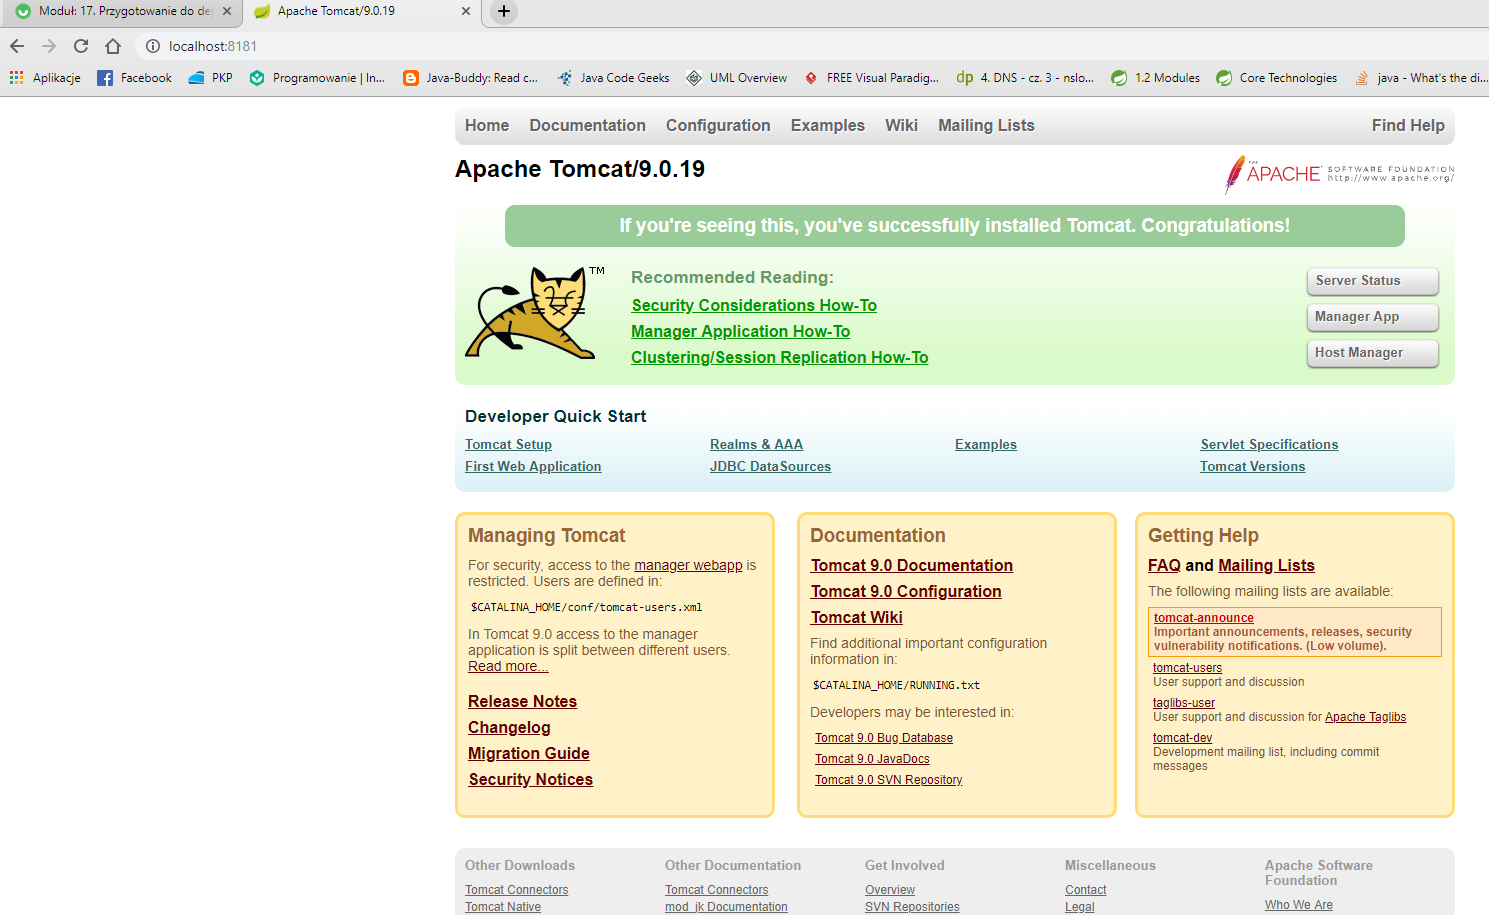 Moduł: 17. Przygotowanie do de
Apache Tomcat/9.0.19
localhost:8181
Aplikacje
Facebook
PKP
Programowanie | In...
Java-Buddy: Read c...
Java Code Geeks
UML Overview
FREE Visual Paradig...
dp 4. DNS - cz. 3 - nslo...
1.2 Modules
Core Technologies
java - What's the di...
Home Documentation Configuration Examples Wiki Mailing Lists Find Help
Apache Tomcat/9.0.19
THE APACHE SOFTWARE FOUNDATION
http://www.apache.org/
If you're seeing this, you've successfully installed Tomcat. Congratulations!
TM
Recommended Reading:
Security Considerations How-To
Manager Application How-To
Clustering/Session Replication How-To
Server Status
Manager App
Host Manager
Developer Quick Start
Tomcat Setup
First Web Application
Realms & AAA
JDBC DataSources
Examples
Servlet Specifications
Tomcat Versions
Managing Tomcat
For security, access to the manager webapp is
restricted. Users are defined in:
$CATALINA_HOME/conf/tomcat-users.xml
In Tomcat 9.0 access to the manager
application is split between different users.
Read more...
Release Notes
Changelog
Migration Guide
Security Notices
Documentation
Tomcat 9.0 Documentation
Tomcat 9.0 Configuration
Tomcat Wiki
Find additional important configuration
information in:
$CATALINA_HOME/RUNNING.txt
Developers may be interested in:
Tomcat 9.0 Bug Database
Tomcat 9.0 JavaDocs
Tomcat 9.0 SVN Repository
Getting Help
FAQ and Mailing Lists
The following mailing lists are available:
tomcat-announce
Important announcements, releases, security
vulnerability notifications. (Low volume).
tomcat-users
User support and discussion
taglibs-user
User support and discussion for Apache Taglibs
tomcat-dev
Development mailing list, including commit
messages
Other Downloads
Tomcat Connectors
Tomcat Native
Other Documentation
Tomcat Connectors
mod_jk Documentation
Get Involved
Overview
SVN Repositories
Miscellaneous
Contact
Legal
Apache Software
Foundation
Who We Are